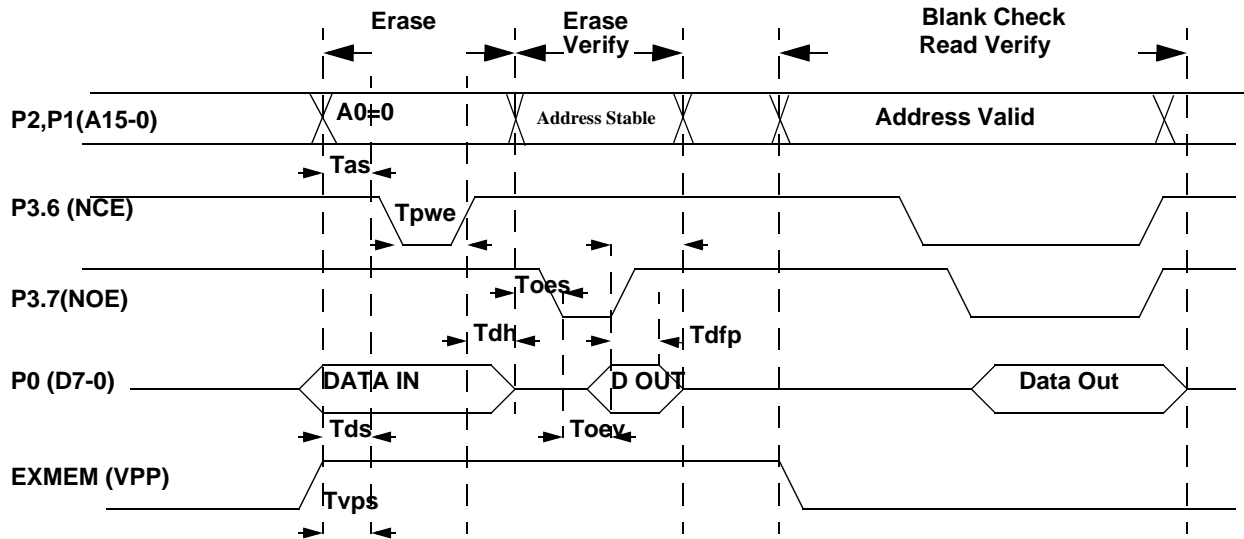 Erase
Erase
Verify
Blank Check
Read Verify
P2,P1(A15-0)
A0=0
Address Stable
Address Valid
Tas
P3.6 (NCE)
Tpwe
P3.7(NOE)
Toes
Tdh
Tdfp
P0 (D7-0)
DATA IN
D OUT
Data Out
Tds
Toev
EXMEM (VPP)
Tvps